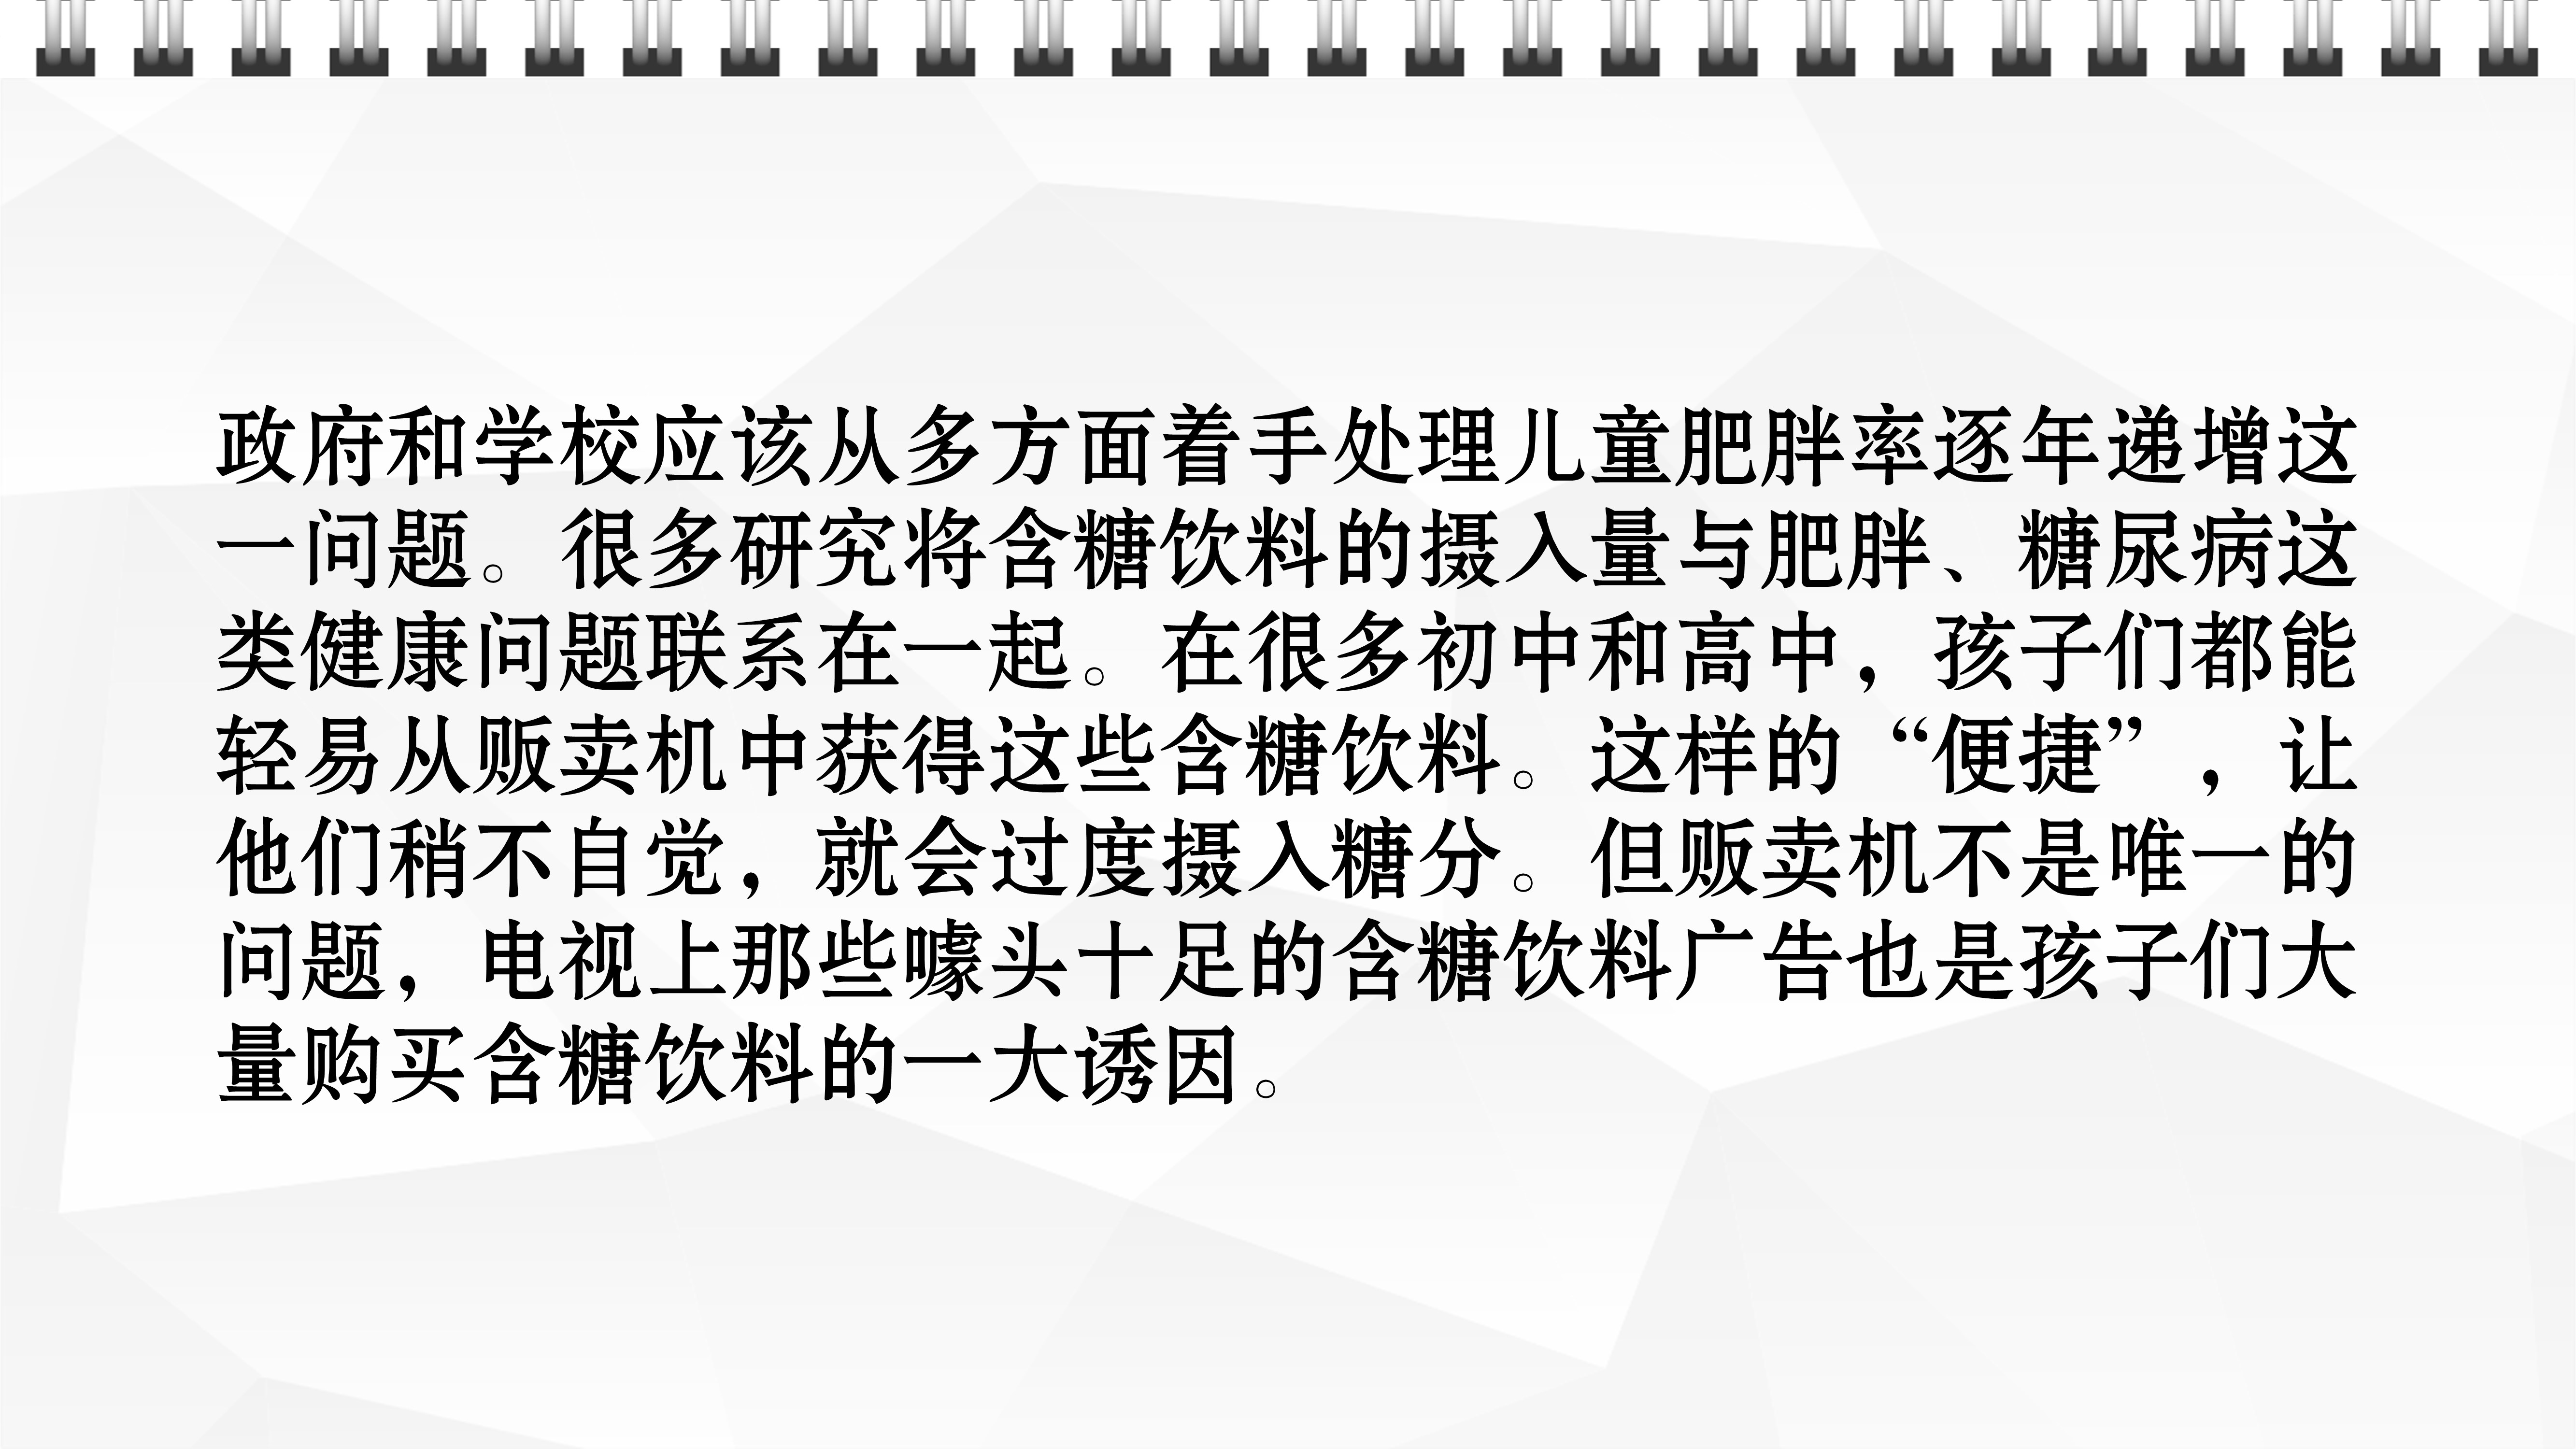 政府和学校应该从多方面着手处理儿童肥胖率逐年递增这
一问题。很多研究将含糖饮料的摄入量与肥胖、糖尿病这
类健康问题联系在一起。在很多初中和高中，孩子们都能
轻易从贩卖机中获得这些含糖饮料。这样的“便捷”，让
他们稍不自觉，就会过度摄入糖分。但贩卖机不是唯一的
问题，电视上那些噱头十足的含糖饮料广告也是孩子们大
量购买含糖饮料的一大诱因。